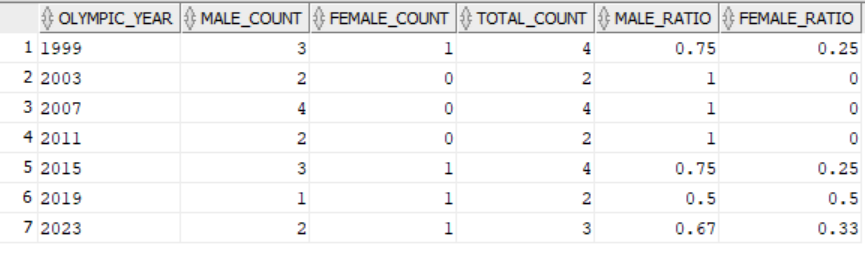 OLYMPIC_YEAR MALE_COUNT FEMALE_COUNT TOTAL_COUNT MALE_RATIO FEMALE_RATIO
1 1999 3 1 4 0.75 0.25
2 2003 2 0 2 1 0
3 2007 4 0 4 1 0
4 2011 2 0 2 1 0
5 2015 3 1 4 0.75 0.25
6 2019 1 1 2 0.5 0.5
7 2023 2 1 3 0.67 0.33